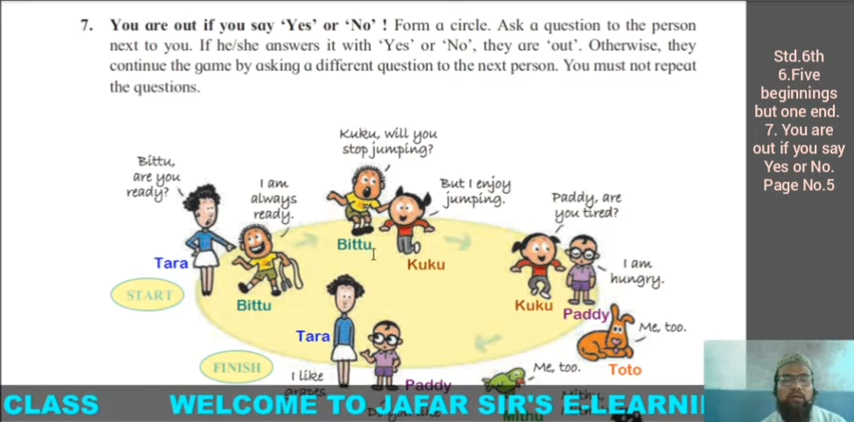 7. You are out if you say ‘Yes’ or ‘No’ ! Form a circle. Ask a question to the person
next to you. If he/she answers it with ‘Yes’ or ‘No’, they are ‘out’. Otherwise, they
continue the game by asking a different question to the next person. You must not repeat
the questions.
Std.6th
6.Five
beginnings
but one end.
7. You are
out if you say
Yes or No.
Page No.5
Bittu,
are you
ready?
I am
always
ready.
Kuku, will you
stop jumping?
But I enjoy
jumping.
Paddy, are
you tired?
I am
hungry.
Me, too.
Tara
Bittu
Bittu
Kuku
Kuku
Paddy
START
Tara
Toto
Me, too.
FINISH
I like
grapes
Paddy
Mithu
CLASS WELCOME TO JAFAR SIR'S E-LEARNI